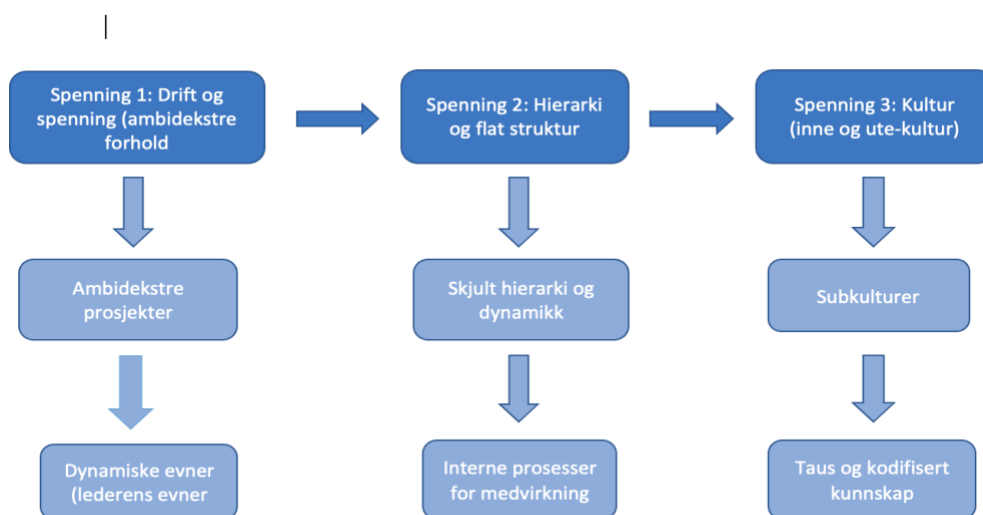 Spenning 1: Drift og
spenning (ambidekstre
forhold
Spenning 2: Hierarki
og flat struktur
Spenning 3: Kultur
(inne og ute-kultur)
Ambidekstre
prosjekter
Skjult hierarki og
dynamikk
Subkulturer
Dynamiske evner
(lederens evner
Interne prosesser
for medvirkning
Taus og kodifisert
kunnskap